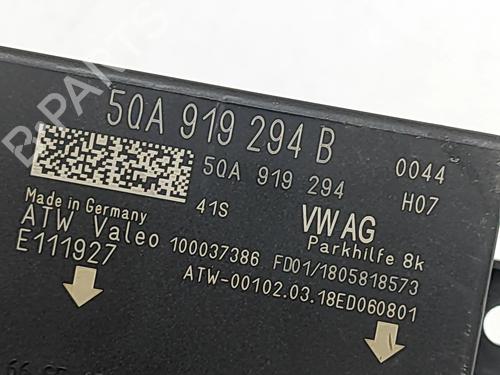 5QA 919 294 B
5QA 919 294
0044
41S
VW AG
H07
Made in Germany
ATW Valeo 100037386
Parkhilfe 8k
E111927
FD01/1805818573
ATW-00102.03.18ED060801
B-PARTS